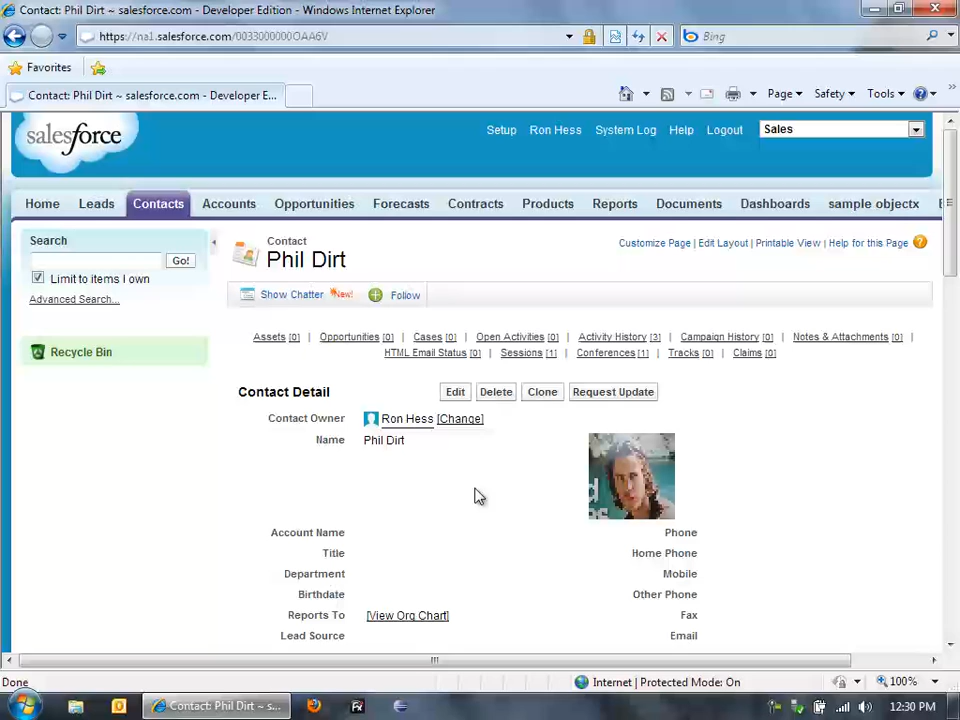 Contact: Phil Dirt ~ salesforce.com - Developer Edition - Windows Internet Explorer
https://na1.salesforce.com/0033000000OAA6V
Bing
Favorites
Contact: Phil Dirt ~ salesforce.com - Developer E...
Page
Safety
Tools
salesforce
Setup
Ron Hess
System Log
Help
Logout
Sales
Home
Leads
Contacts
Accounts
Opportunities
Forecasts
Contracts
Products
Reports
Documents
Dashboards
sample objectx
Search
Go!
Limit to items I own
Advanced Search...
Recycle Bin
Contact
Phil Dirt
Customize Page | Edit Layout | Printable View | Help for this Page
Show Chatter New!
Follow
Assets [0] | Opportunities [0] | Cases [0] | Open Activities [0] | Activity History [3] | Campaign History [0] | Notes & Attachments [0] |
HTML Email Status [0] | Sessions [1] | Conferences [1] | Tracks [0] | Claims [0]
Contact Detail
Edit
Delete
Clone
Request Update
Contact Owner Ron Hess [Change]
Name Phil Dirt
Account Name
Phone
Title
Home Phone
Department
Mobile
Birthdate
Other Phone
Reports To [View Org Chart]
Fax
Lead Source
Email
Done
Internet | Protected Mode: On
100%
Contact: Phil Dirt ~ s...
12:30 PM